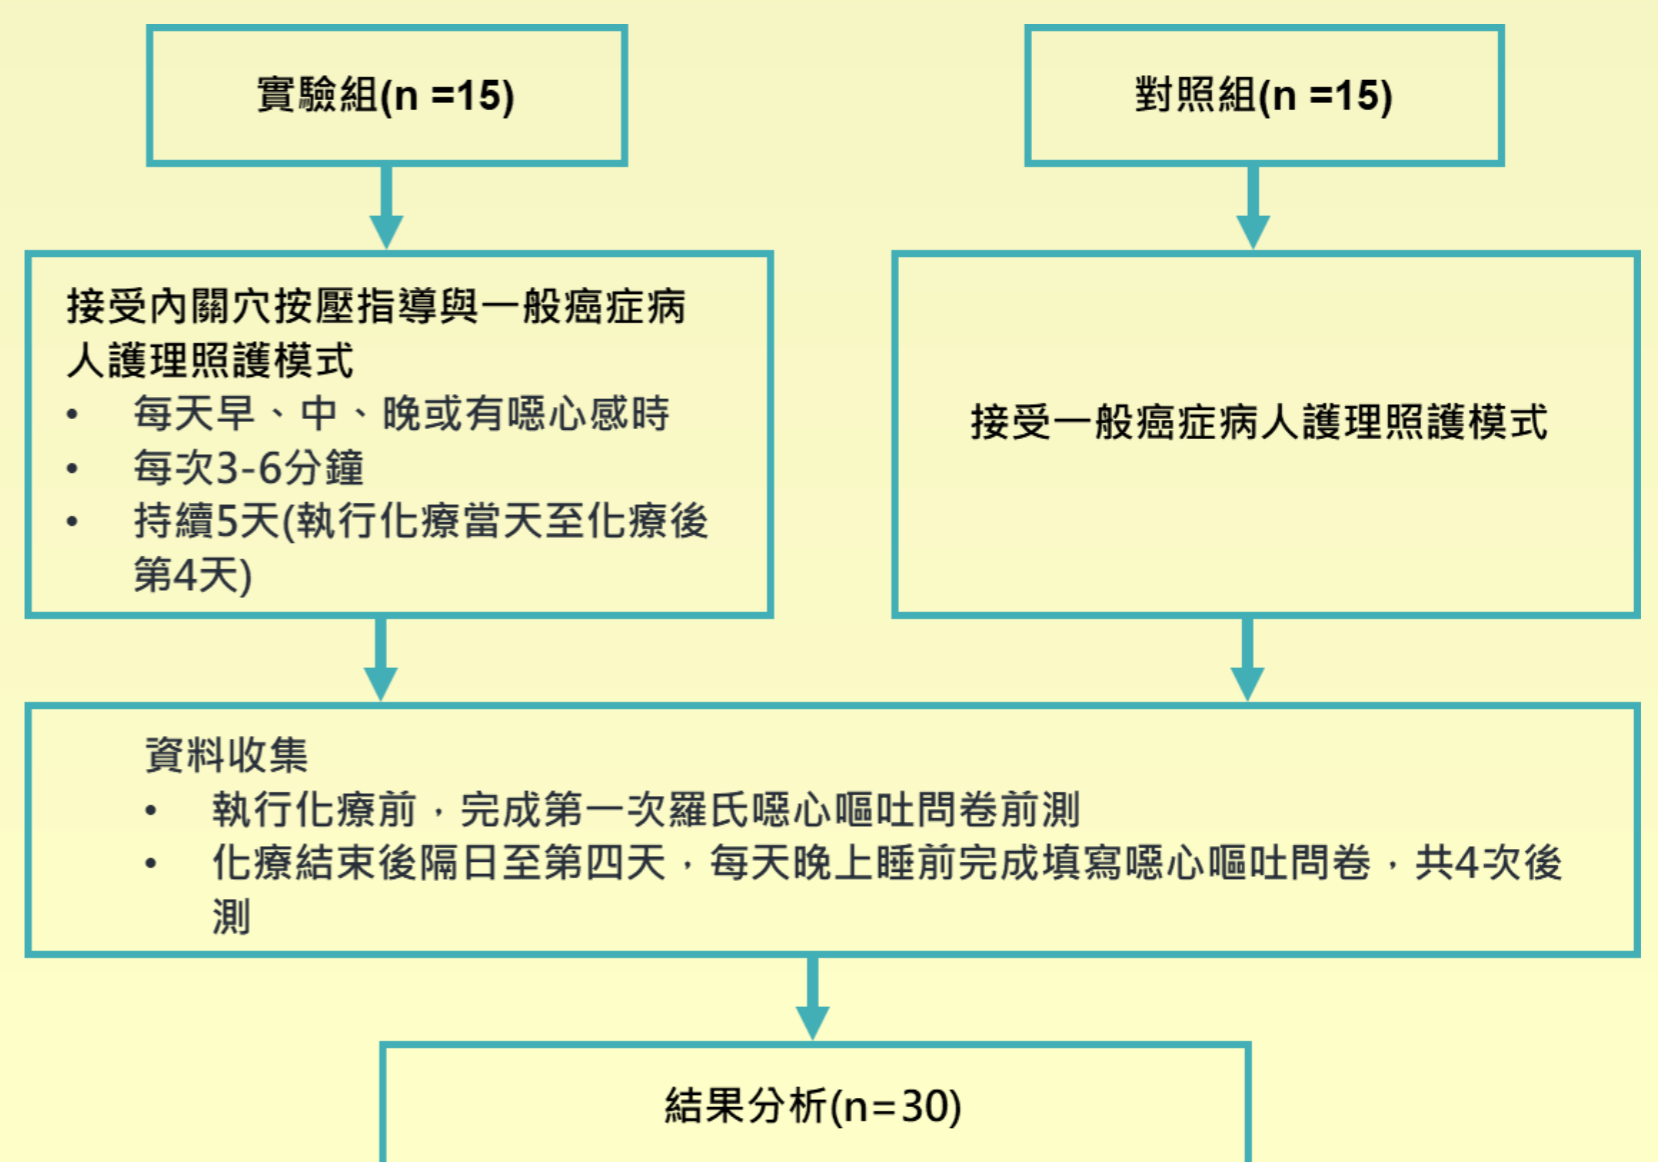 實驗組(n =15)
對照組(n =15)
接受內關穴按壓指導與一般癌症病
人護理照護模式
• 每天早、中、晚或有噁心感時
• 每次3-6分鐘
• 持續5天(執行化療當天至化療後
第4天)
接受一般癌症病人護理照護模式
資料收集
• 執行化療前，完成第一次羅氏噁心嘔吐問卷前測
• 化療結束後隔日至第四天，每天晚上睡前完成填寫噁心嘔吐問卷，共4次後
測
結果分析(n=30)